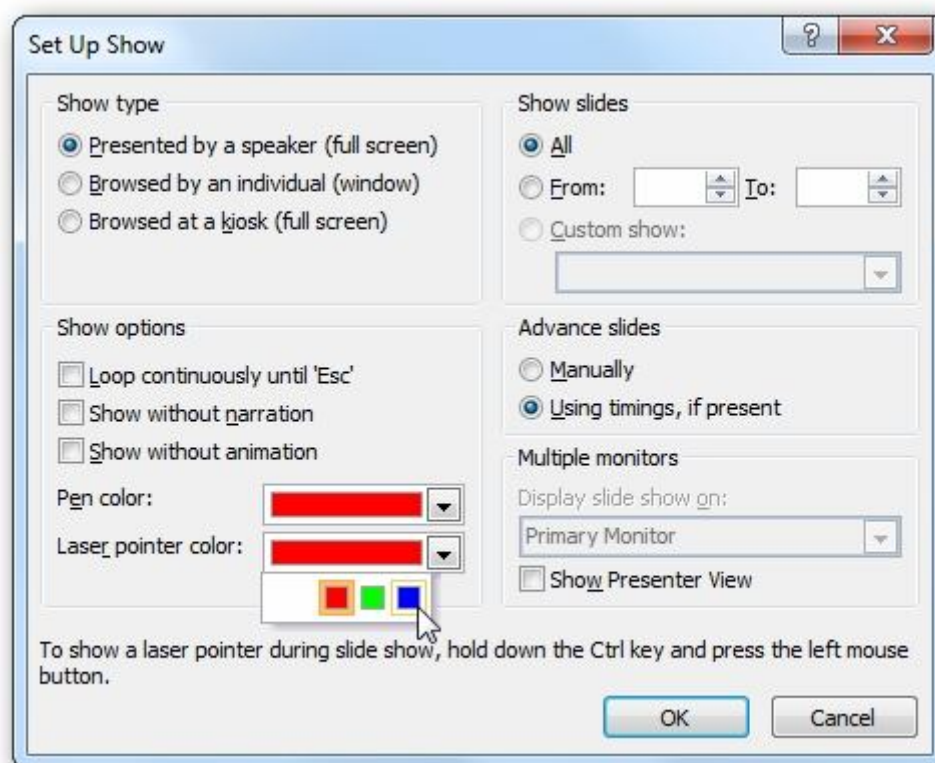 Set Up Show
?
Show type
Presented by a speaker (full screen)
Browsed by an individual (window)
Browsed at a kiosk (full screen)
Show slides
All
From: To:
Custom show:
Show options
Loop continuously until 'Esc'
Show without narration
Show without animation
Pen color:
Laser pointer color:
Advance slides
Manually
Using timings, if present
Multiple monitors
Display slide show on:
Primary Monitor
Show Presenter View
To show a laser pointer during slide show, hold down the Ctrl key and press the left mouse
button.
OK Cancel